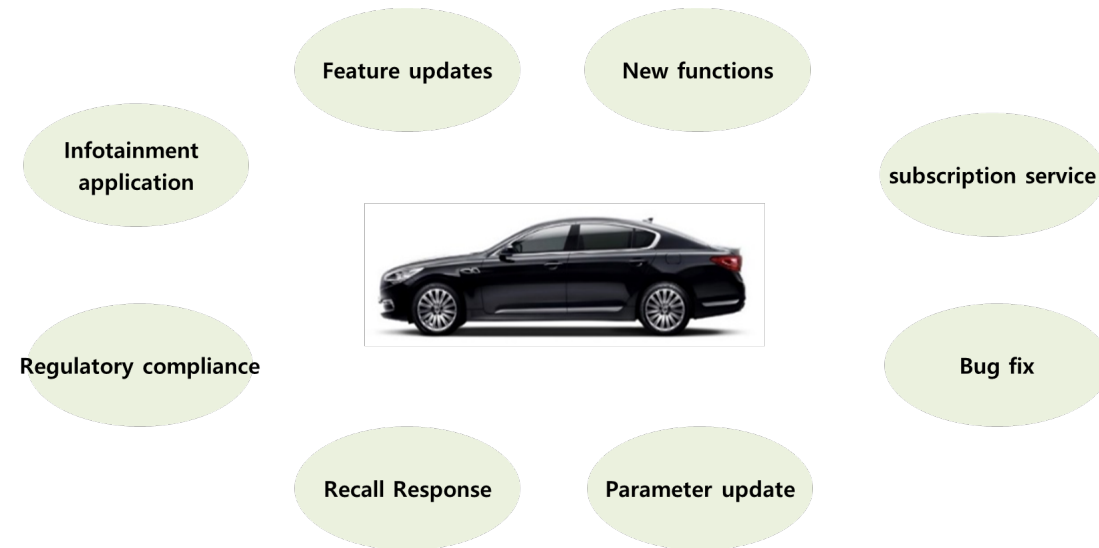 Feature updates
New functions
Infotainment
application
subscription service
Regulatory compliance
Bug fix
Recall Response
Parameter update